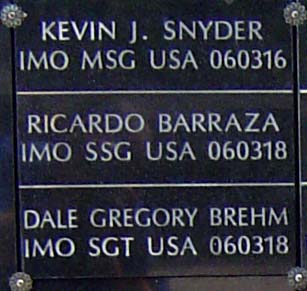 KEVIN J. SNYDER
IMO MSG USA 060316
RICARDO BARRAZA
IMO SSG USA 060318
DALE GREGORY BREHM
IMO SGT USA 060318